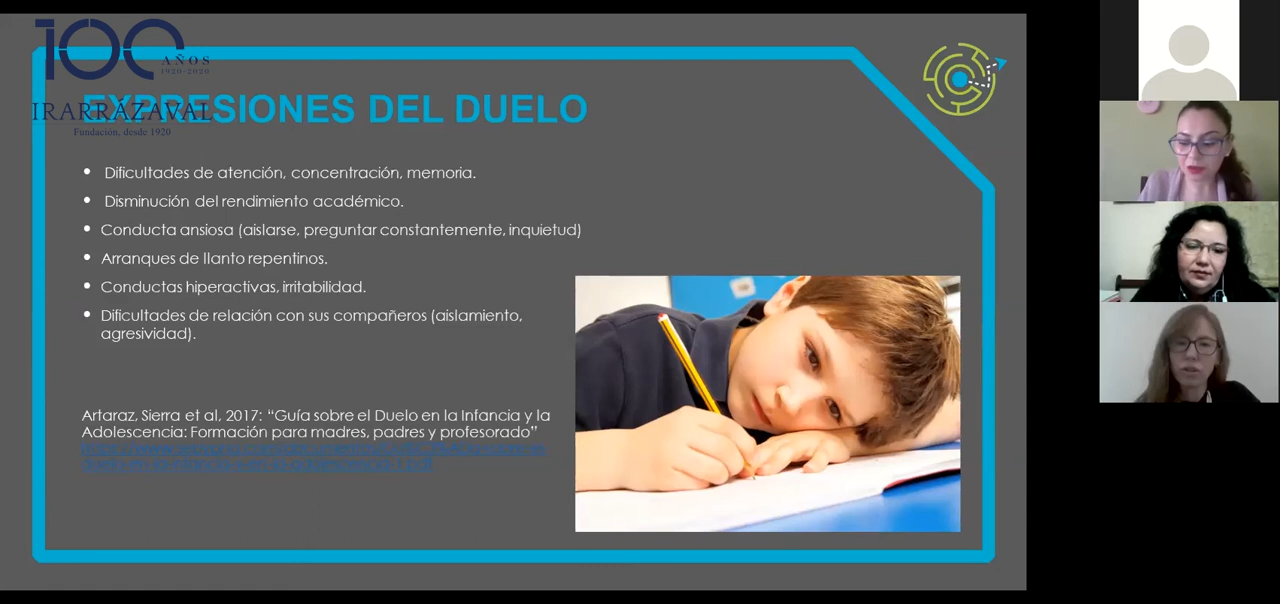 100
AÑOS
1920-2020
IRARRÁZAVAL
Fundación, desde 1920
EXPRESIONES DEL DUELO
Dificultades de atención, concentración, memoria.
Disminución del rendimiento académico.
Conducta ansiosa (aislarse, preguntar constantemente, inquietud)
Arranques de llanto repentinos.
Conductas hiperactivas, irritabilidad.
Dificultades de relación con sus compañeros (aislamiento,
agresividad).
Artaraz, Sierra et al, 2017: “Guía sobre el Duelo en la Infancia y la
Adolescencia: Formación para madres, padres y profesorado”